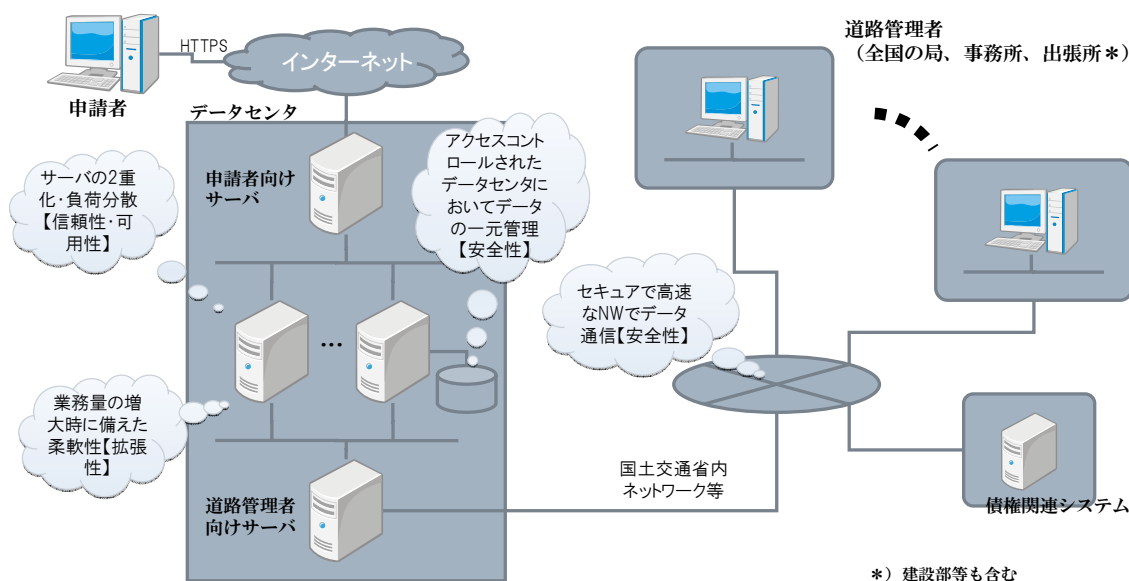 道路管理者
（全国の局、事務所、出張所＊）
HTTPS
インターネット
申請者
データセンタ
アクセスコント
ロールされた
データセンタに
おいてデータ
の一元管理
【安全性】
サーバの2重
化・負荷分散
【信頼性・可
用性】
申請者向け
サーバ
セキュアで高速
なNWでデータ
通信【安全性】
…
業務量の増
大時に備えた
柔軟性【拡張
性】
国土交通省内
ネットワーク等
道路管理者
向けサーバ
債権関連システム
＊）建設部等も含む